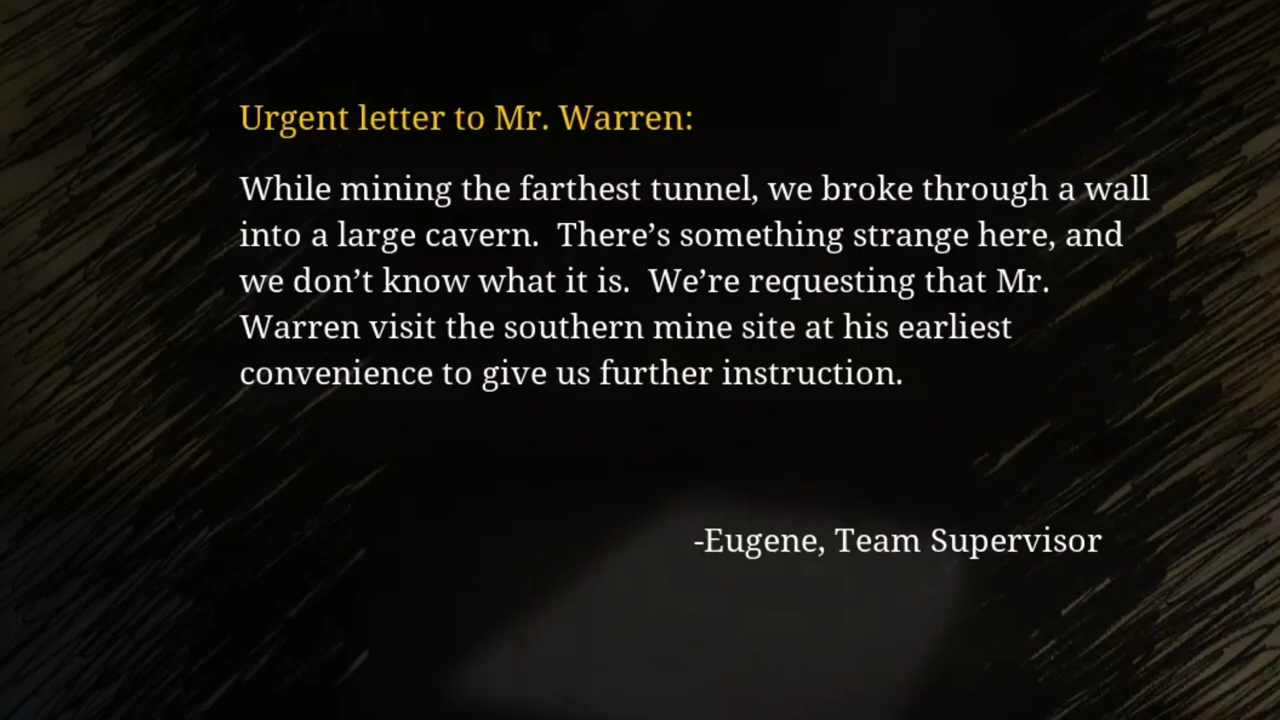 Urgent letter to Mr. Warren:
While mining the farthest tunnel, we broke through a wall
into a large cavern.  There’s something strange here, and
we don’t know what it is.  We’re requesting that Mr.
Warren visit the southern mine site at his earliest
convenience to give us further instruction.
-Eugene, Team Supervisor